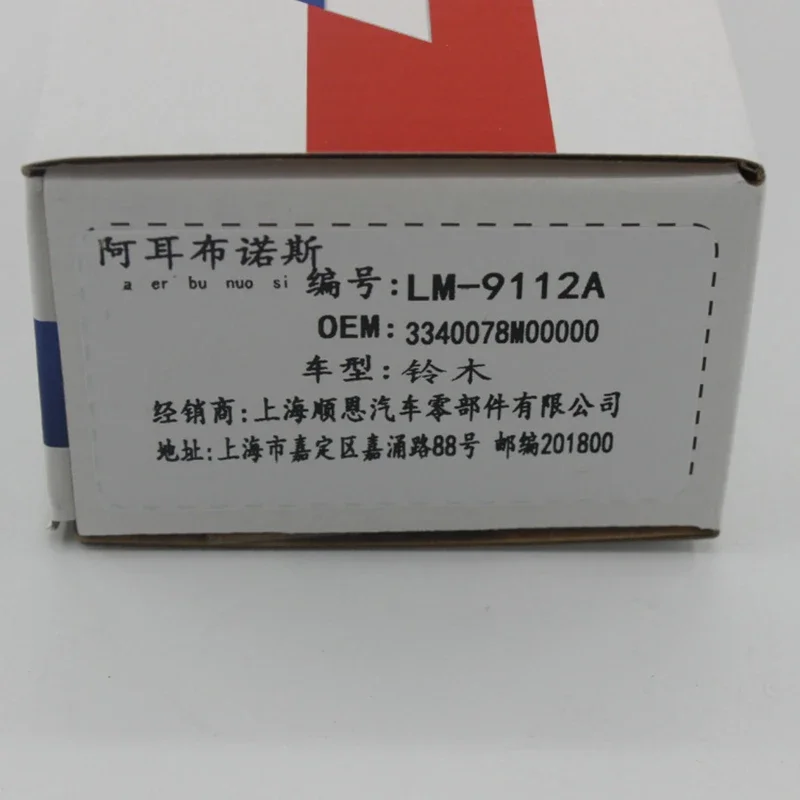 阿耳布诺斯
a er bu nuo si
编号:LM-9112A
OEM:3340078M00000
车型:铃木
经销商:上海顺恩汽车零部件有限公司
地址:上海市嘉定区嘉涌路88号 邮编201800